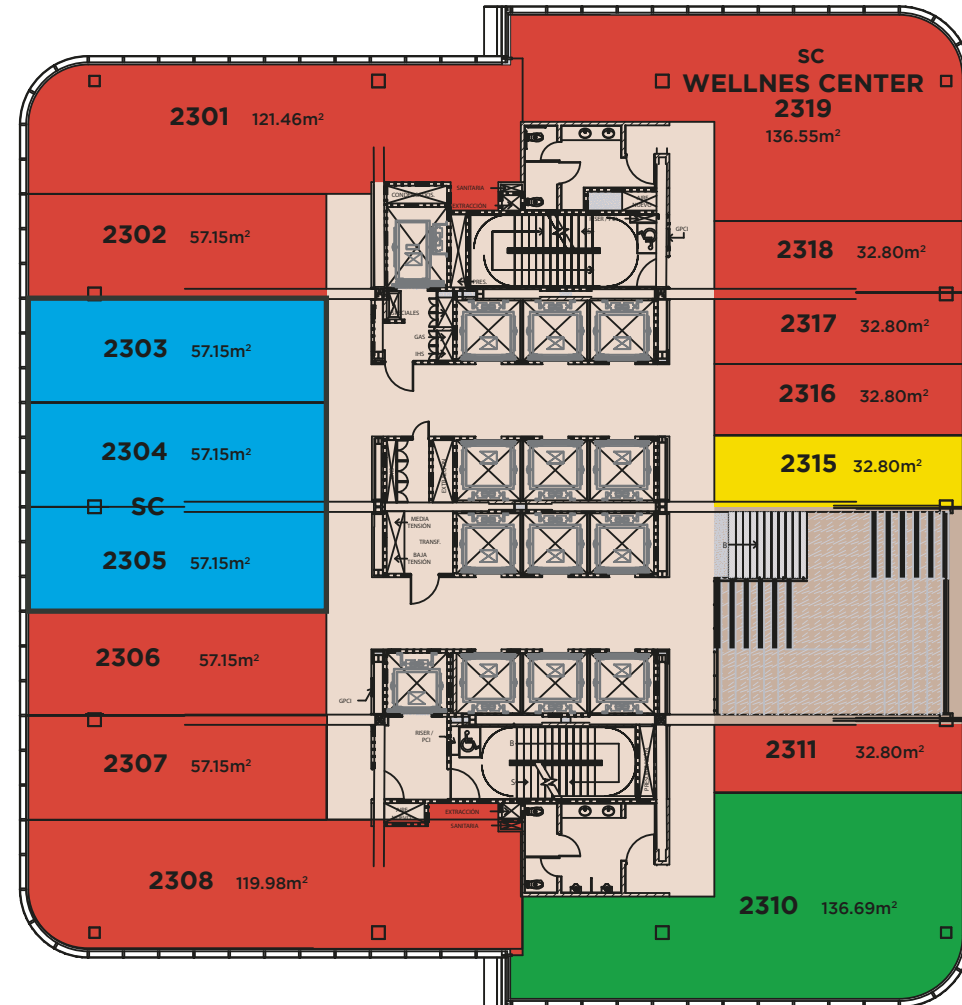 SC
WELLNES CENTER
2319
136.55m²
2301 121.46m²
SANITARIA
EXTRACCIÓN
2302 57.15m²
GPCI
2318 32.80m²
PRES.
2303 57.15m²
GAS
IHS
2317 32.80m²
2316 32.80m²
2304 57.15m²
2315 32.80m²
SC
MEDIA
TENSIÓN
TRANSF.
BAJA
TENSIÓN
B
2305 57.15m²
2306 57.15m²
GPCI
RISER /
PCI
B
S
2307 57.15m²
2311 32.80m²
EXTRACCIÓN
SANITARIA
2308 119.98m²
2310 136.69m²